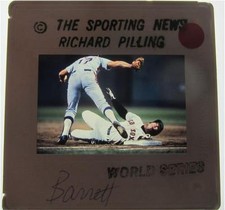 © THE SPORTING NEWS
RICHARD PILLING
WORLD SERIES
Barrett